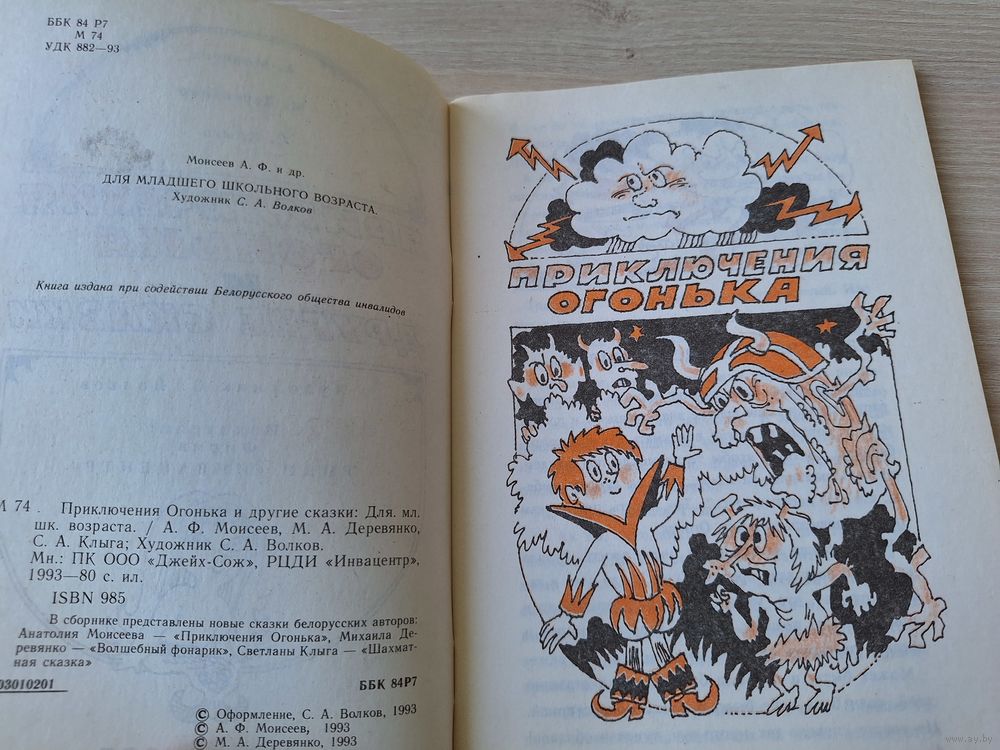 ББК 84 Р7
М 74
УДК 882—93
Моисеев А. Ф. и др.
ДЛЯ МЛАДШЕГО ШКОЛЬНОГО ВОЗРАСТА.
Художник С. А. Волков
Книга издана при содействии Белорусского общества инвалидов
М 74 . Приключения Огонька и другие сказки: Для. мл.
шк. возраста. / А. Ф. Моисеев, М. А. Деревянко,
С. А. Клыга; Художник С. А. Волков.
Мн.: ПК ООО «Джейх-Сож», РЦДИ «Инвацентр»,
1993—80 с. ил.
ISBN 985
В сборнике представлены новые сказки белорусских авторов:
Анатолия Моисеева — «Приключения Огонька», Михаила Де-
ревянко — «Волшебный фонарик», Светланы Клыга — «Шахмат-
ная сказка»
03010201
ББК 84Р7
© Оформление, С. А. Волков, 1993
© А. Ф. Моисеев, 1993
© М. А. Деревянко, 1993
ПРИКЛЮЧЕНИЯ
ОГОНЬКА
www.ay.by